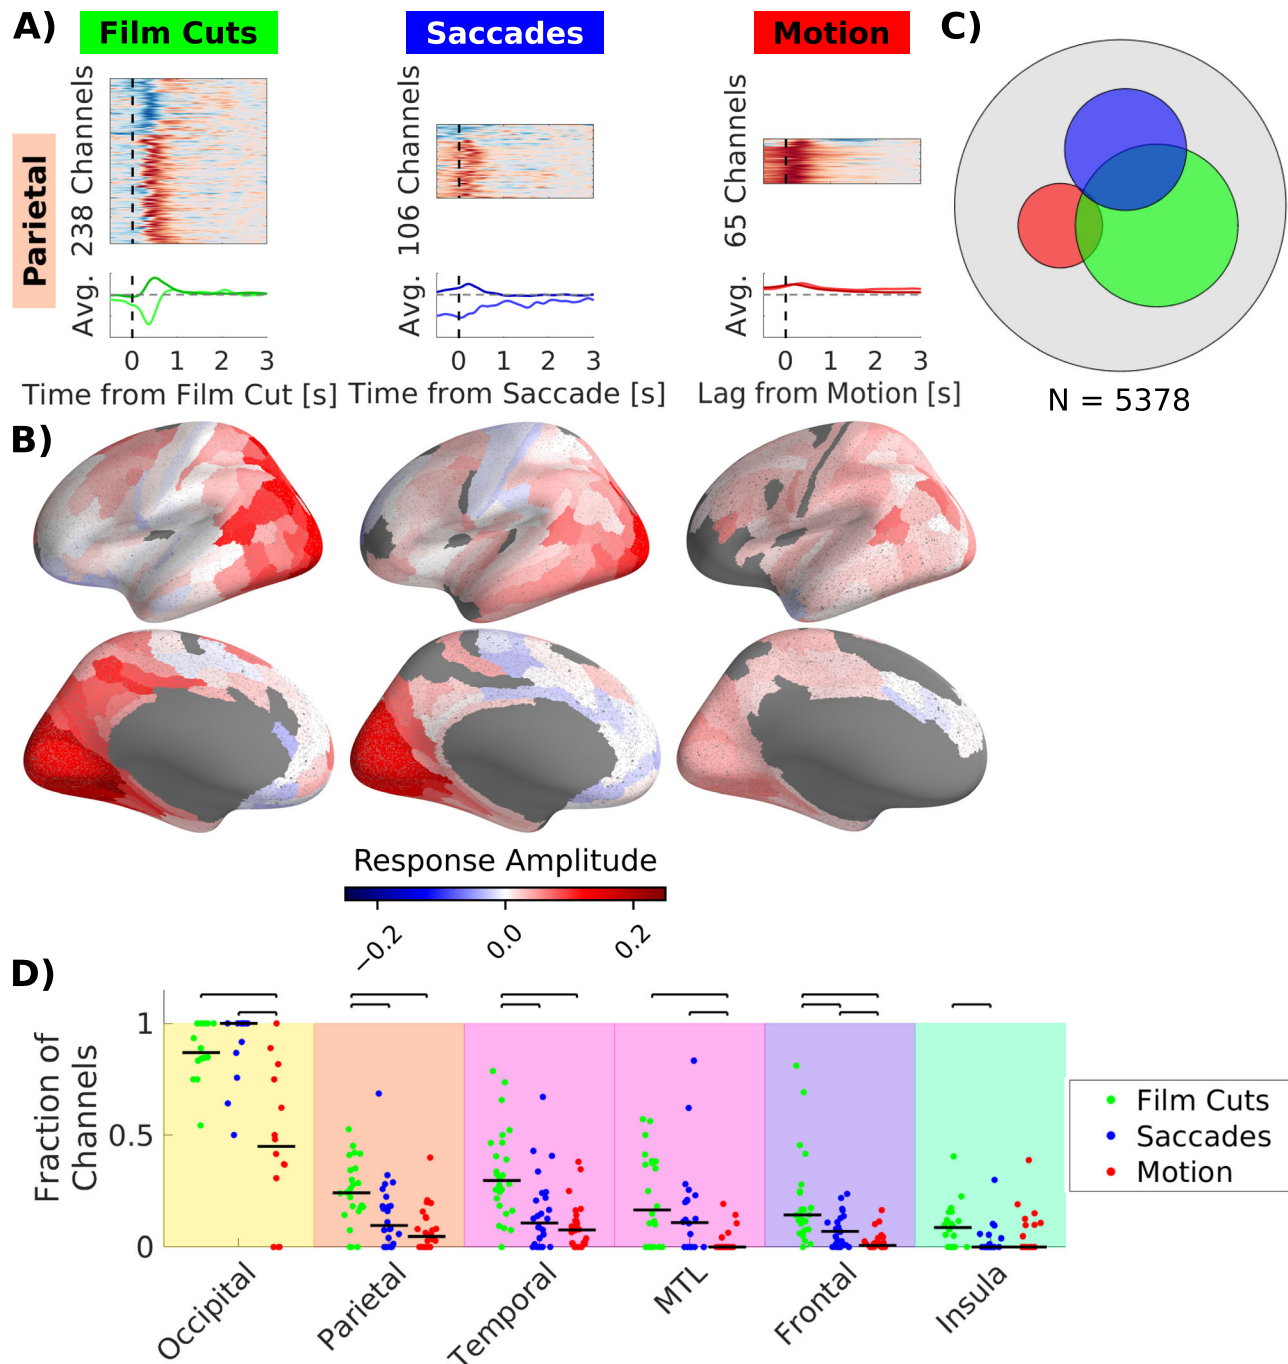 A)
Film Cuts
Saccades
Motion
C)
Parietal
238 Channels
106 Channels
65 Channels
Avg.
Avg.
Avg.
0 1 2 3
0 1 2 3
0 1 2 3
Time from Film Cut [s]
Time from Saccade [s]
Lag from Motion [s]
N = 5378
B)
Response Amplitude
−0.2
0.0
0.2
D)
Fraction of
Channels
1
0.5
0
Film Cuts
Saccades
Motion
Occipital
Parietal
Temporal
MTL
Frontal
Insula